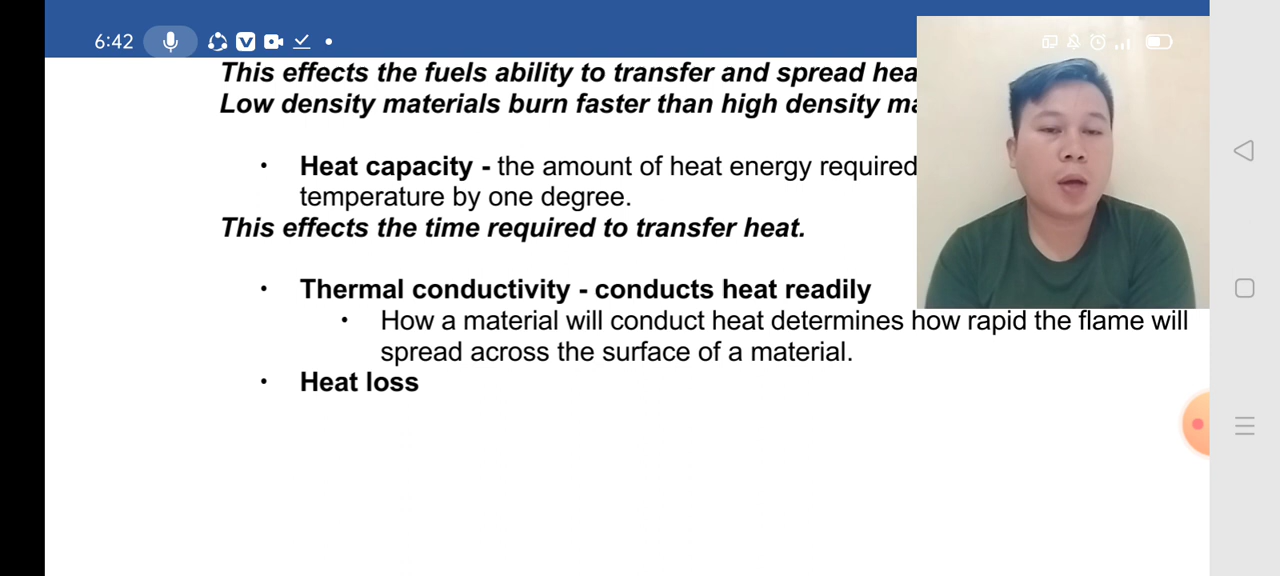 6:42
This effects the fuels ability to transfer and spread
Low density materials burn faster than high density
• Heat capacity - the amount of heat energy required
temperature by one degree.
This effects the time required to transfer heat.
• Thermal conductivity - conducts heat readily
• How a material will conduct heat determines how rapid the flame will
spread across the surface of a material.
• Heat loss